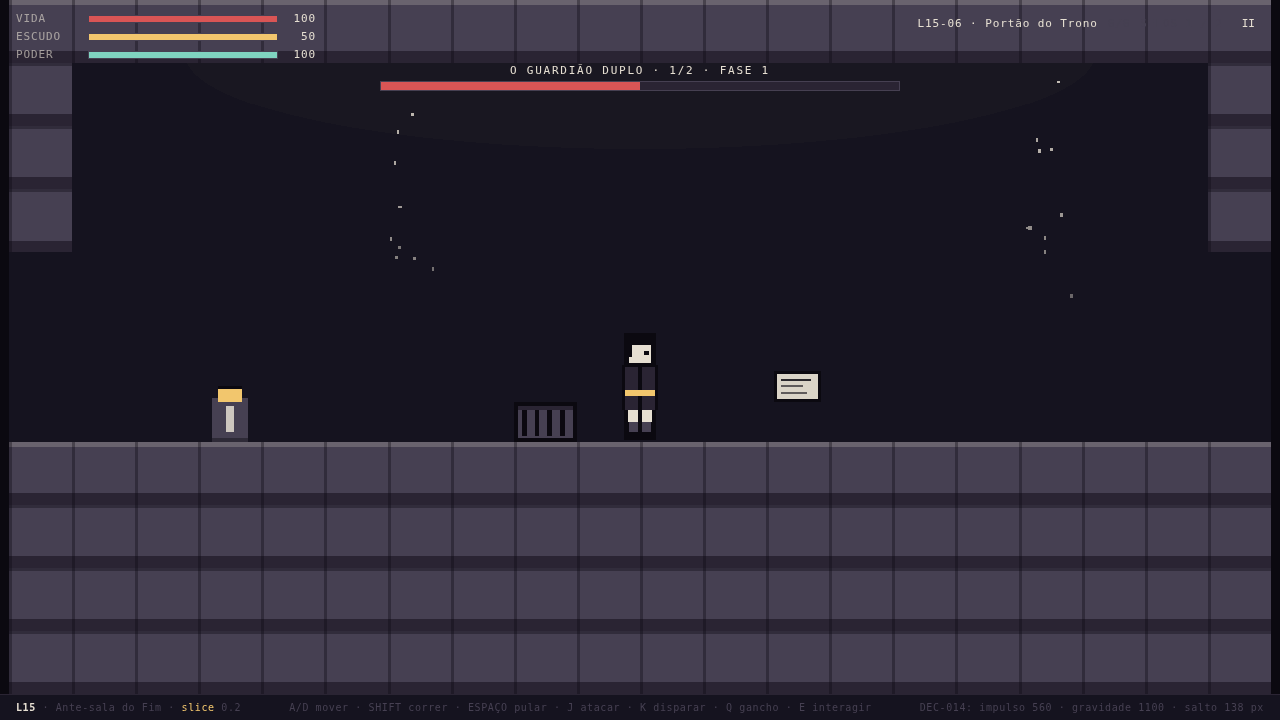 VIDA 100
ESCUDO 50
PODER 100
L15-06 · Portão do Trono II
O GUARDIÃO DUPLO · 1/2 · FASE 1
L15 · Ante-sala do Fim · slice 0.2 A/D mover · SHIFT correr · ESPAÇO pular · J atacar · K disparar · Q gancho · E interagir DEC-014: impulso 560 · gravidade 1100 · salto 138 px